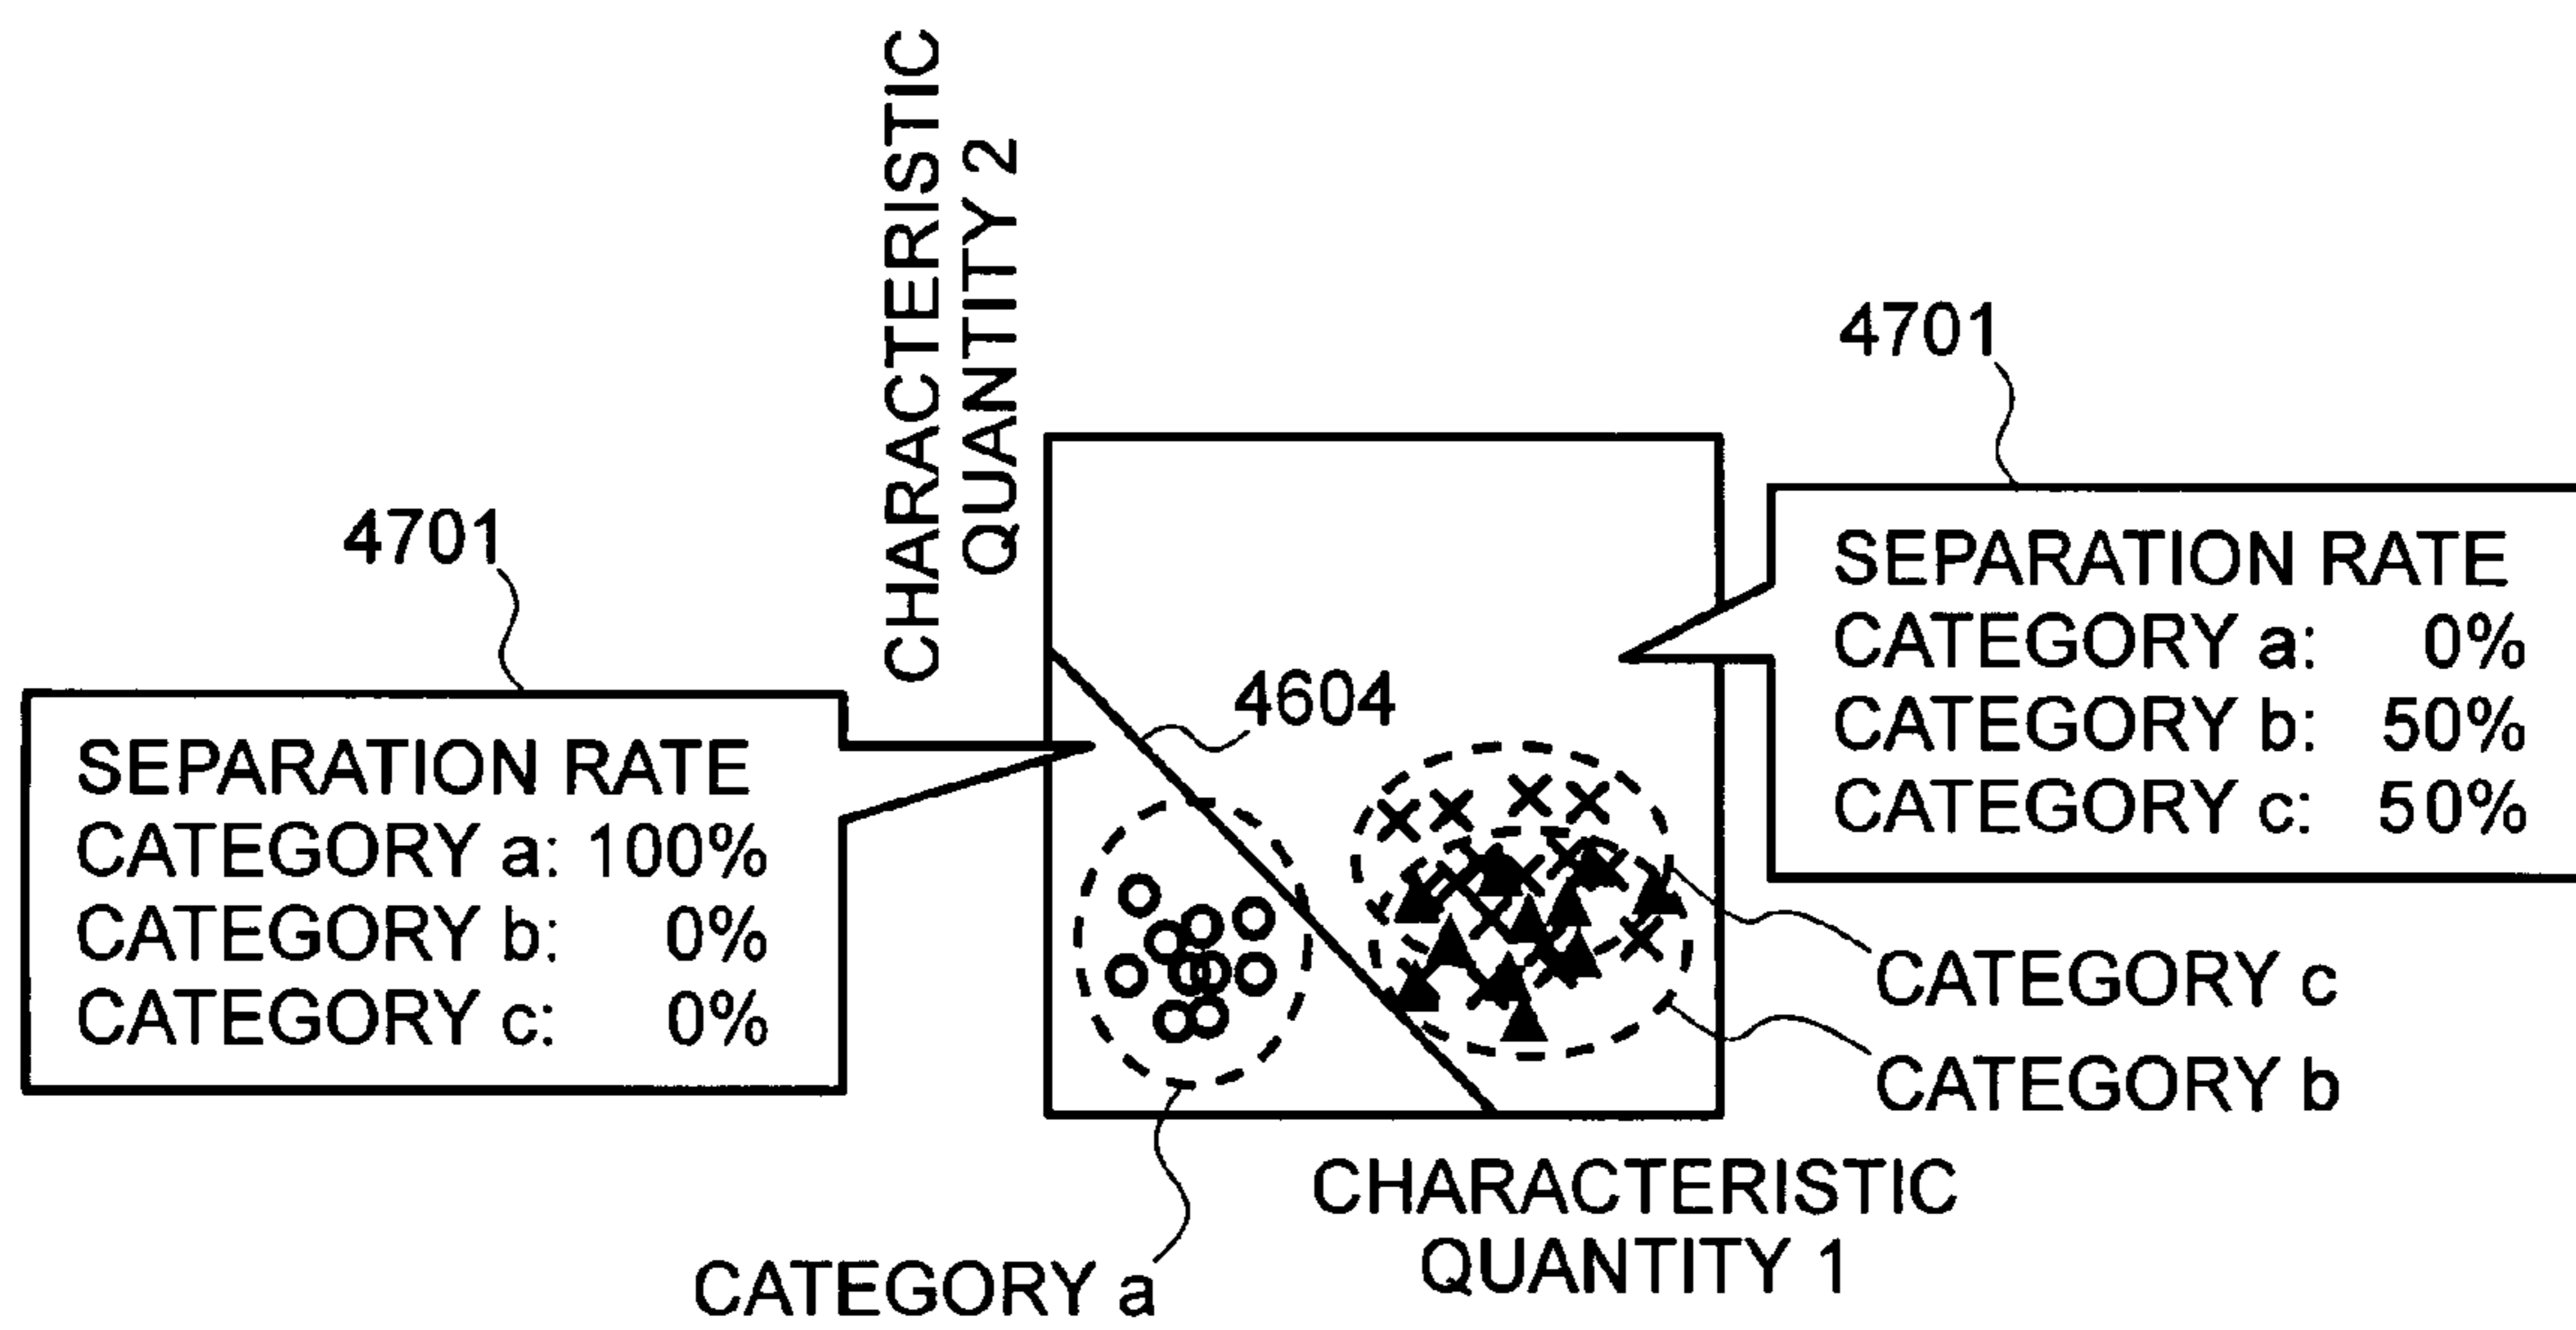 CHARACTERISTIC
QUANTITY 2
4701
SEPARATION RATE
CATEGORY a: 100%
CATEGORY b: 0%
CATEGORY c: 0%
4604
4701
SEPARATION RATE
CATEGORY a: 0%
CATEGORY b: 50%
CATEGORY c: 50%
CATEGORY c
CATEGORY b
CHARACTERISTIC
QUANTITY 1
CATEGORY a